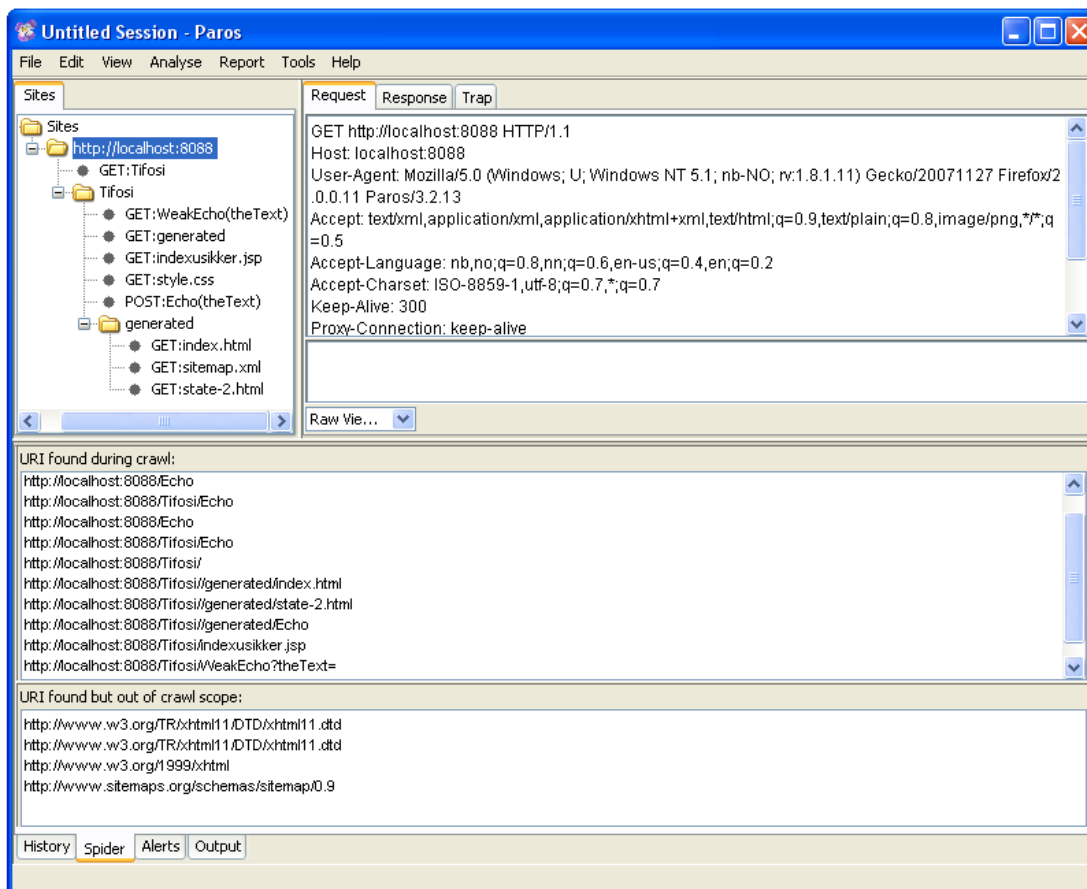 Untitled Session - Paros
File Edit View Analyse Report Tools Help
Sites
Sites
http://localhost:8088
GET:Tifosi
Tifosi
GET:WeakEcho(theText)
GET:generated
GET:indexusikker.jsp
GET:style.css
POST:Echo(theText)
generated
GET:index.html
GET:sitemap.xml
GET:state-2.html
Request Response Trap
GET http://localhost:8088 HTTP/1.1
Host: localhost:8088
User-Agent: Mozilla/5.0 (Windows; U; Windows NT 5.1; nb-NO; rv:1.8.1.11) Gecko/20071127 Firefox/2
.0.0.11 Paros/3.2.13
Accept: text/xml,application/xml,application/xhtml+xml,text/html;q=0.9,text/plain;q=0.8,image/png,*/*;q
=0.5
Accept-Language: nb,no;q=0.8,nn;q=0.6,en-us;q=0.4,en;q=0.2
Accept-Charset: ISO-8859-1,utf-8;q=0.7,*;q=0.7
Keep-Alive: 300
Proxy-Connection: keep-alive
Raw Vie...
URI found during crawl:
http://localhost:8088/Echo
http://localhost:8088/Tifosi/Echo
http://localhost:8088/Echo
http://localhost:8088/Tifosi/Echo
http://localhost:8088/Tifosi/
http://localhost:8088/Tifosi//generated/index.html
http://localhost:8088/Tifosi//generated/state-2.html
http://localhost:8088/Tifosi//generated/Echo
http://localhost:8088/Tifosi/indexusikker.jsp
http://localhost:8088/Tifosi/WeakEcho?theText=
URI found but out of crawl scope:
http://www.w3.org/TR/xhtml11/DTD/xhtml11.dtd
http://www.w3.org/TR/xhtml11/DTD/xhtml11.dtd
http://www.w3.org/1999/xhtml
http://www.sitemaps.org/schemas/sitemap/0.9
History Spider Alerts Output